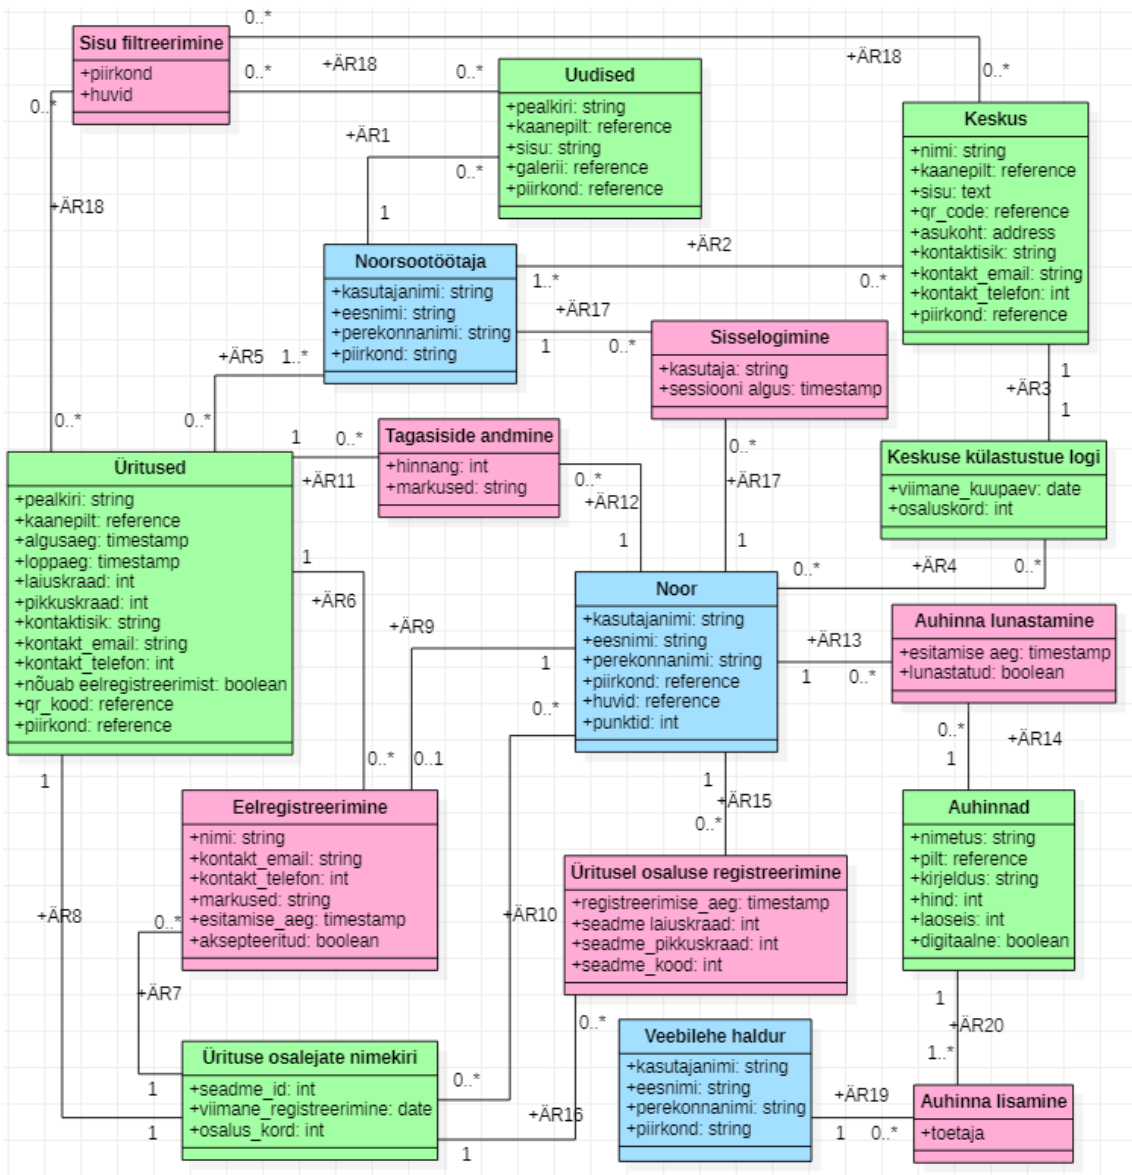 0..*
Sisu filtreerimine
+piirkond
+huvid
0..*
+ÄR18
0..*
+ÄR18
0..*
0..*
+ÄR18
Uudised
+pealkiri: string
+kaanepilt: reference
+sisu: string
+galerii: reference
+piirkond: reference
Keskus
+nimi: string
+kaanepilt: reference
+sisu: text
+qr_code: reference
+asukoht: address
+kontaktisik: string
+kontakt_email: string
+kontakt_telefon: int
+piirkond: reference
+ÄR1
0..*
1
+ÄR2
1..*
0..*
Noorsootöötaja
+kasutajanimi: string
+eesnimi: string
+perekonnanimi: string
+piirkond: string
+ÄR17
1
0..*
Sisselogimine
+kasutaja: string
+sessiooni algus: timestamp
+ÄR5
1..*
0..*
0..*
1
+ÄR3
1
1
0..*
+ÄR11
Tagasiside andmine
+hinnang: int
+markused: string
0..*
+ÄR12
1
0..*
+ÄR17
1
Keskuse külastustue logi
+viimane_kuupaev: date
+osaluskord: int
0..*
+ÄR4
0..*
Üritused
+pealkiri: string
+kaanepilt: reference
+algusaeg: timestamp
+loppaeg: timestamp
+laiuskraad: int
+pikkuskraad: int
+kontaktisik: string
+kontakt_email: string
+kontakt_telefon: int
+nõuab eelregistreerimist: boolean
+qr_kood: reference
+piirkond: reference
1
+ÄR6
+ÄR9
1
0..*
Noor
+kasutajanimi: string
+eesnimi: string
+perekonnanimi: string
+piirkond: reference
+huvid: reference
+punktid: int
+ÄR13
1
0..*
Auhinna lunastamine
+esitamise aeg: timestamp
+lunastatud: boolean
0..*
+ÄR14
1
1
0..*
0..1
1
+ÄR15
0..*
Eelregistreerimine
+nimi: string
+kontakt_email: string
+kontakt_telefon: int
+markused: string
+esitamise_aeg: timestamp
+aksepteeritud: boolean
Auhinnad
+nimetus: string
+pilt: reference
+kirjeldus: string
+hind: int
+laoseis: int
+digitaalne: boolean
Üritusel osaluse registreerimine
+registreerimise_aeg: timestamp
+seadme laiuskraad: int
+seadme_pikkuskraad: int
+seadme_kood: int
+ÄR8
0..*
+ÄR10
+ÄR7
1
+ÄR20
1..*
0..*
Veebilehe haldur
+kasutajanimi: string
+eesnimi: string
+perekonnanimi: string
+piirkond: string
Ürituse osalejate nimekiri
+seadme_id: int
+viimane_registreerimine: date
+osalus_kord: int
1
1
0..*
+ÄR16
1
+ÄR19
1
0..*
Auhinna lisamine
+toetaja